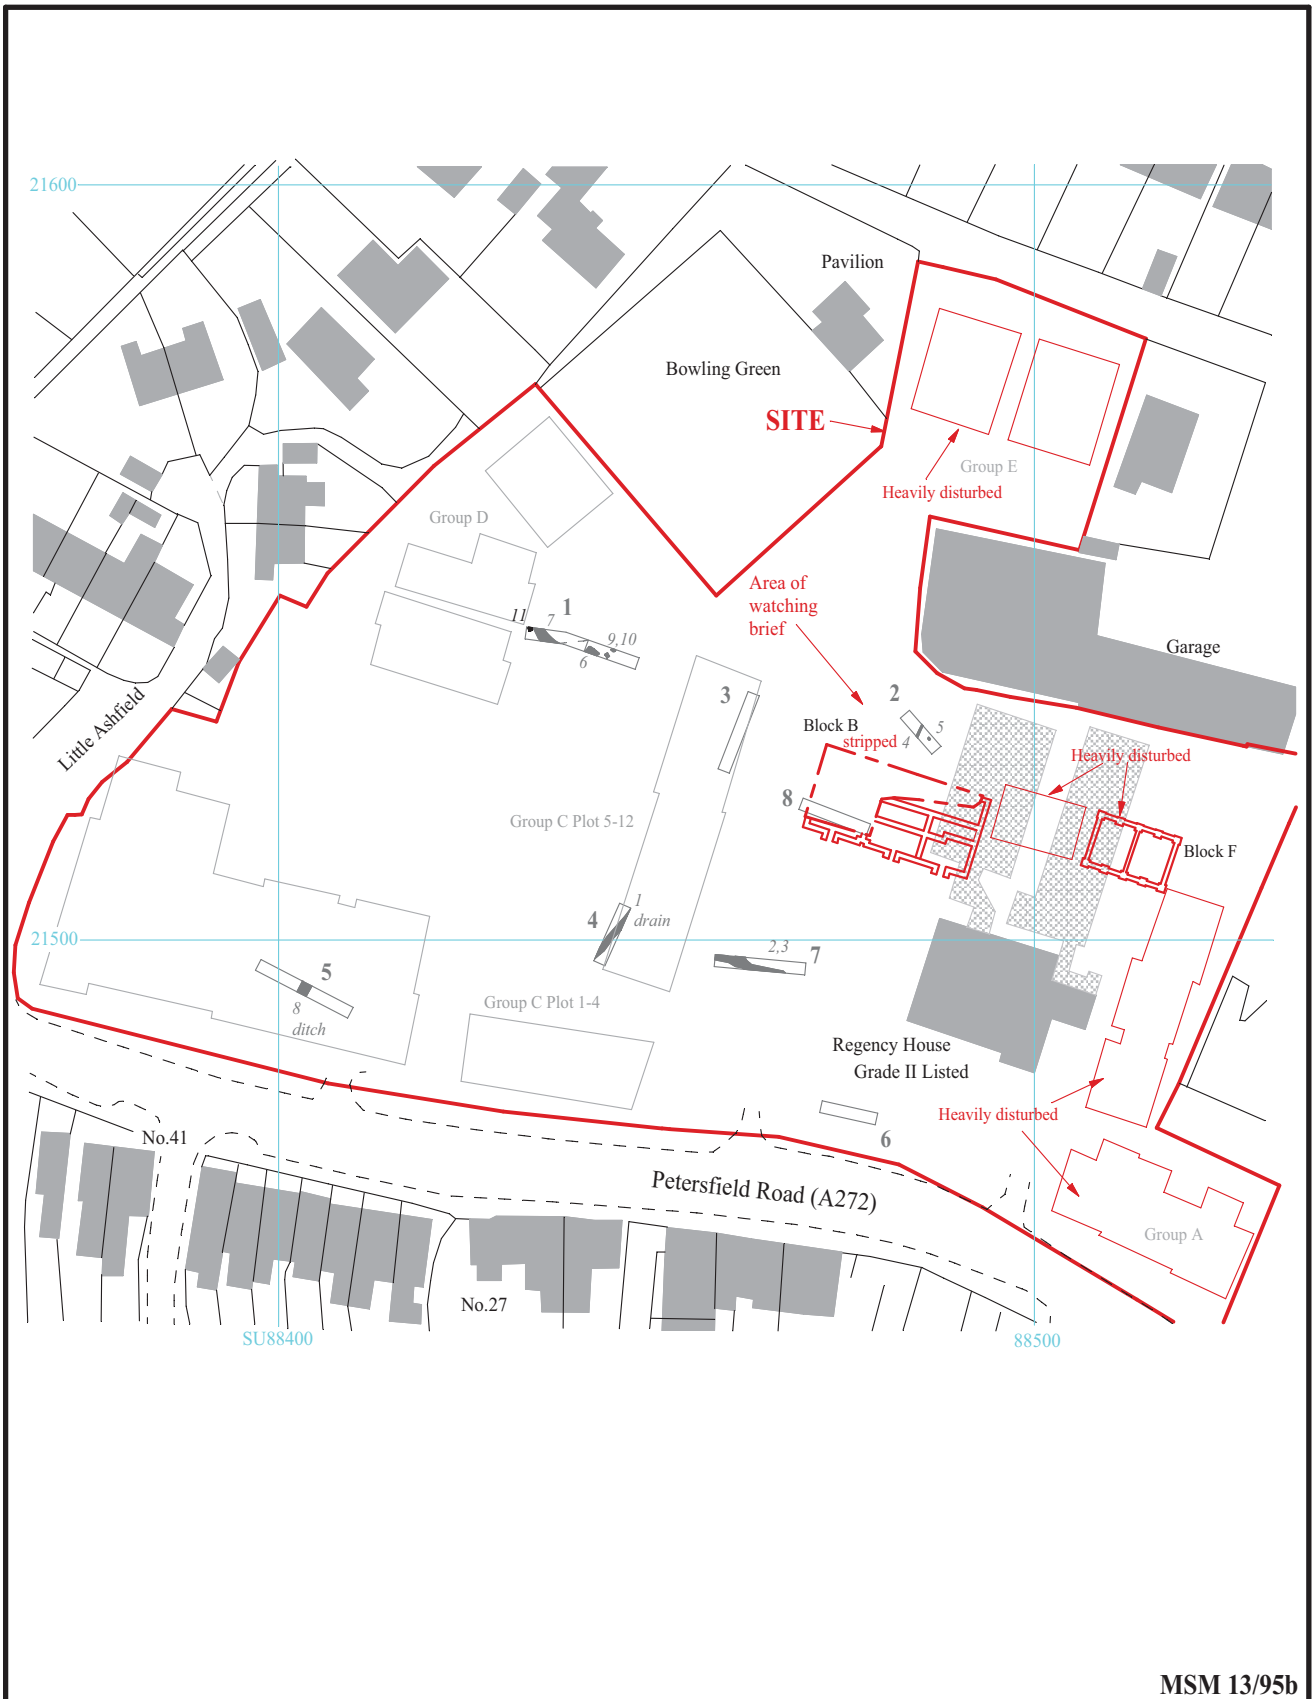 21600
Pavilion
Bowling Green
SITE
Group E
Heavily disturbed
Group D
Area of
watching
brief
11
7
1
9,10
6
Garage
3
2
Block B
stripped
4
5
Heavily disturbed
Little Ashfield
8
Group C Plot 5-12
Block F
1
drain
4
21500
2,3
7
5
8
ditch
Group C Plot 1-4
Regency House
Grade II Listed
Heavily disturbed
6
No.41
Petersfield Road (A272)
Group A
No.27
SU88400
88500
MSM 13/95b